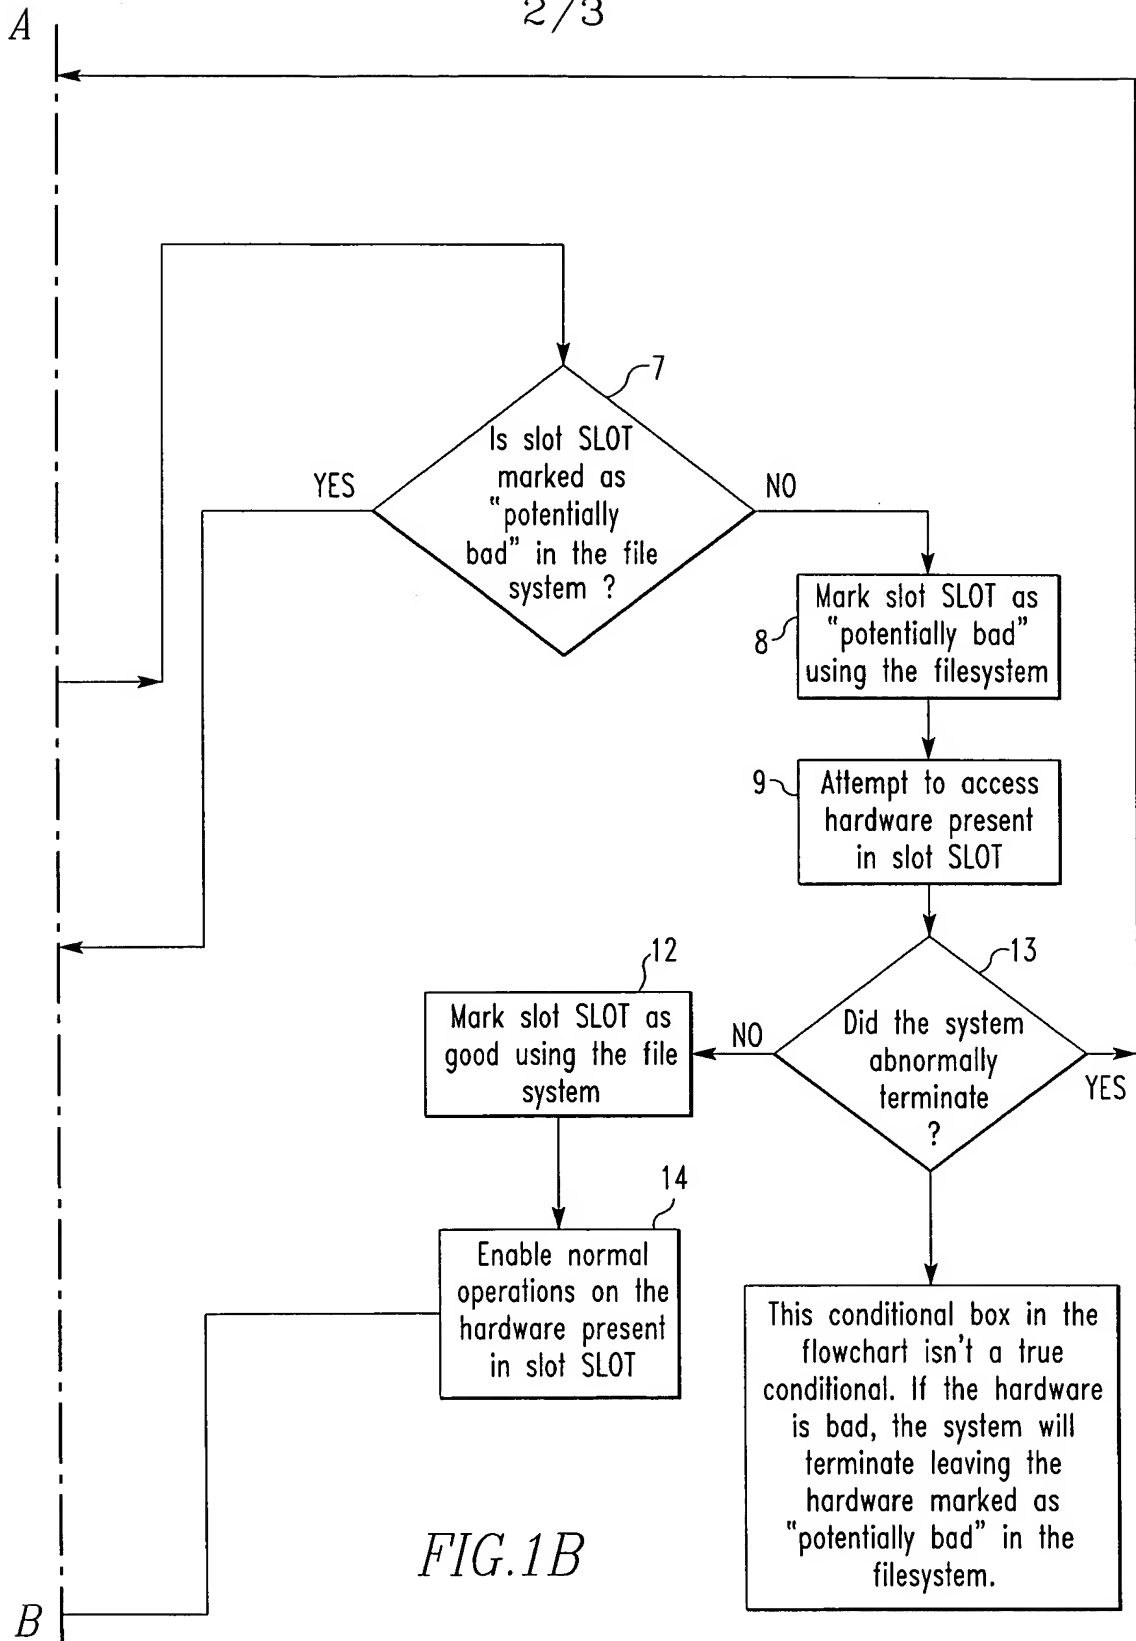 2/3
A
7
Is slot SLOT
marked as
"potentially
bad" in the file
system ?
YES
NO
8
Mark slot SLOT as
"potentially bad"
using the filesystem
9
Attempt to access
hardware present
in slot SLOT
13
Did the system
abnormally
terminate
?
NO
YES
12
Mark slot SLOT as
good using the file
system
14
Enable normal
operations on the
hardware present
in slot SLOT
This conditional box in the
flowchart isn't a true
conditional. If the hardware
is bad, the system will
terminate leaving the
hardware marked as
"potentially bad" in the
filesystem.
FIG.1B
B